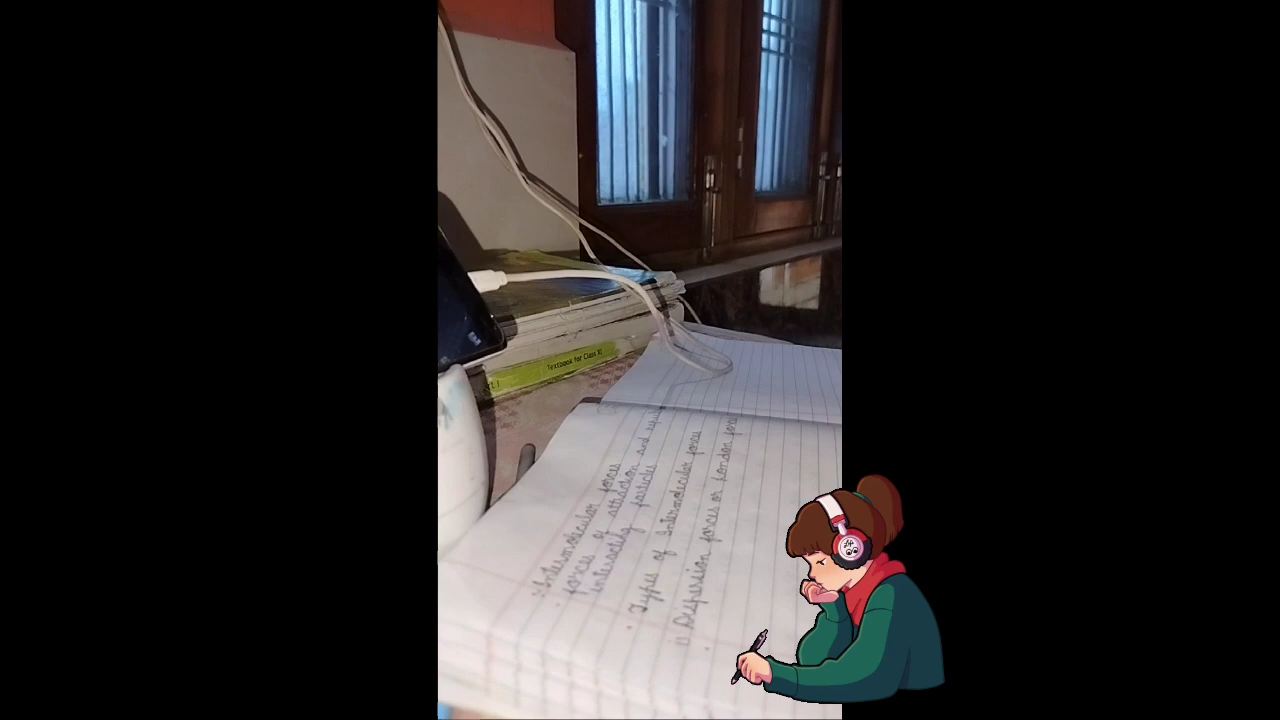 Textbook for Class XI
: Intermolecular forces
forces of attraction and
interacting particles
· Types of Intermolecular forces
i) Dispersion forces or London